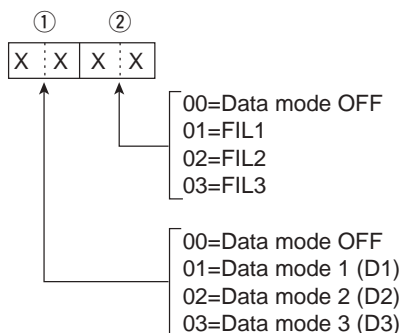 ① ②
X X X X
00=Data mode OFF
01=FIL1
02=FIL2
03=FIL3
00=Data mode OFF
01=Data mode 1 (D1)
02=Data mode 2 (D2)
03=Data mode 3 (D3)